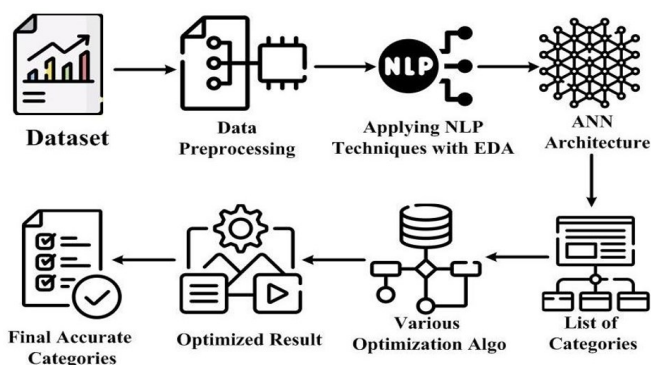 NLP
Dataset
Data
Preprocessing
Applying NLP
Techniques with EDA
ANN
Architecture
List of
Categories
Various
Optimization Algo
Optimized Result
Final Accurate
Categories